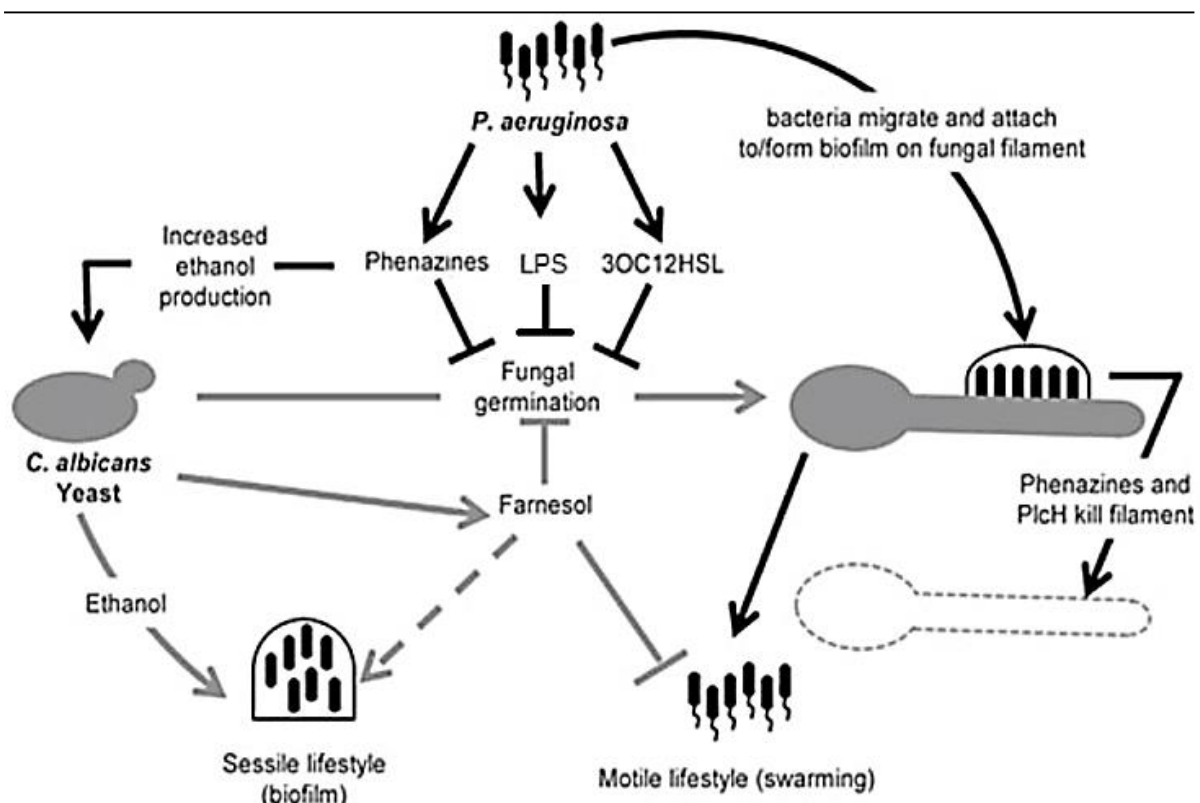 P. aeruginosa
bacteria migrate and attach
to/form biofilm on fungal filament
Increased
ethanol
production
Phenazines
LPS
3OC12HSL
Fungal
germination
C. albicans
Yeast
Farnesol
Phenazines and
PlcH kill filament
Ethanol
Sessile lifestyle
(biofilm)
Motile lifestyle (swarming)